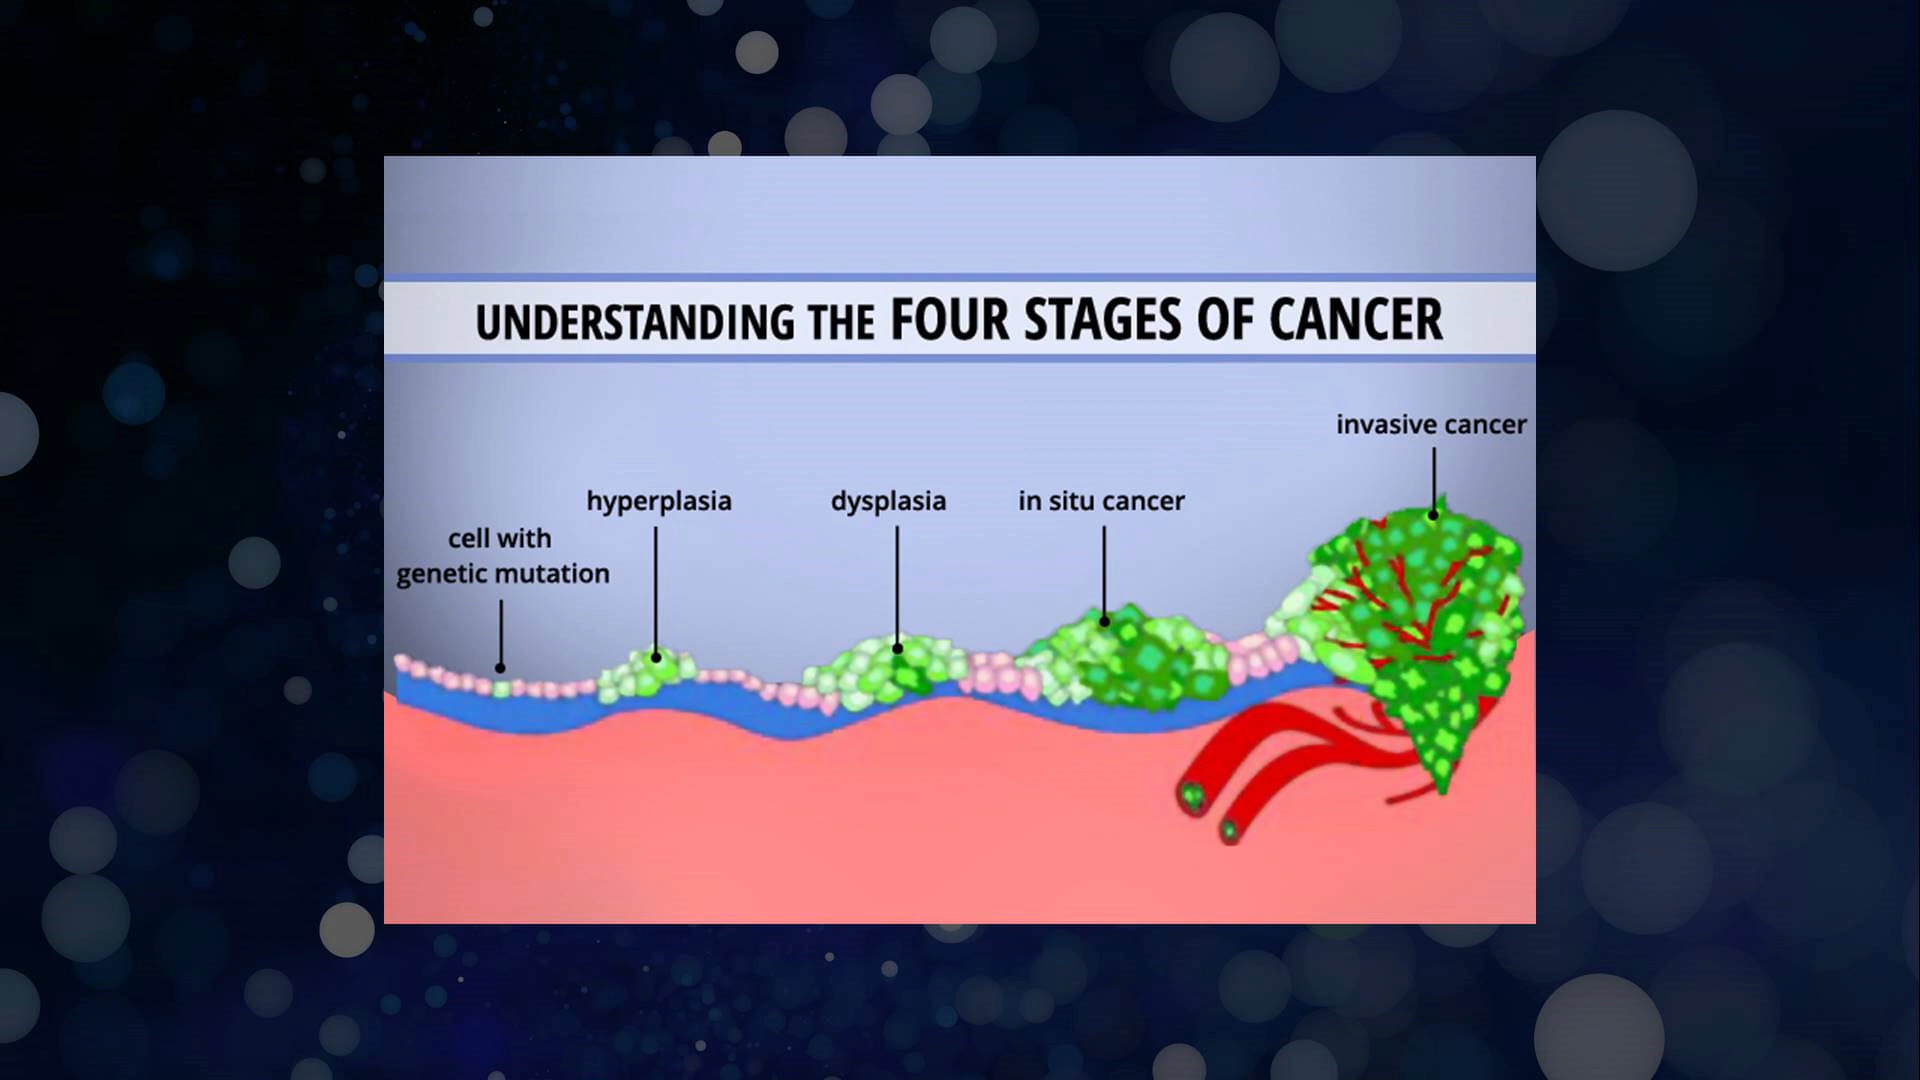 UNDERSTANDING THE FOUR STAGES OF CANCER
invasive cancer
hyperplasia
dysplasia
in situ cancer
cell with
genetic mutation